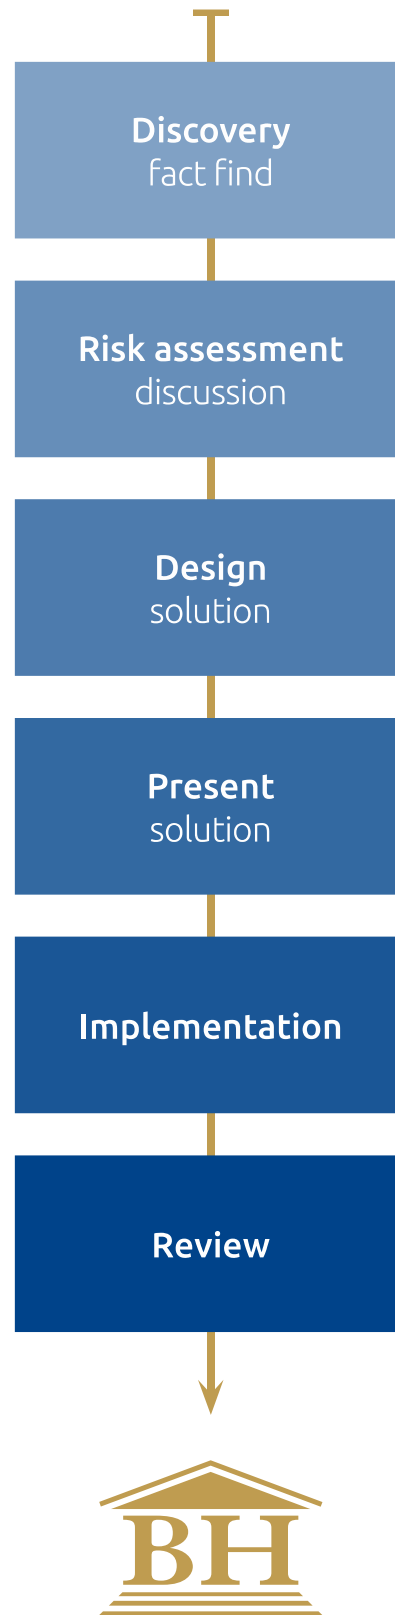 Discovery
fact find
Risk assessment
discussion
Design
solution
Present
solution
Implementation
Review
BH